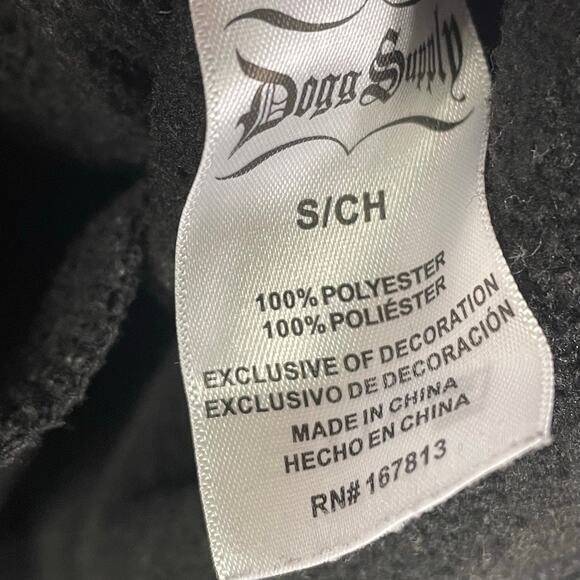 Dogg Supply
S/CH
100% POLYESTER
100% POLIÉSTER
EXCLUSIVE OF DECORATION
EXCLUSIVO DE DECORACIÓN
MADE IN CHINA
HECHO EN CHINA
RN# 167813